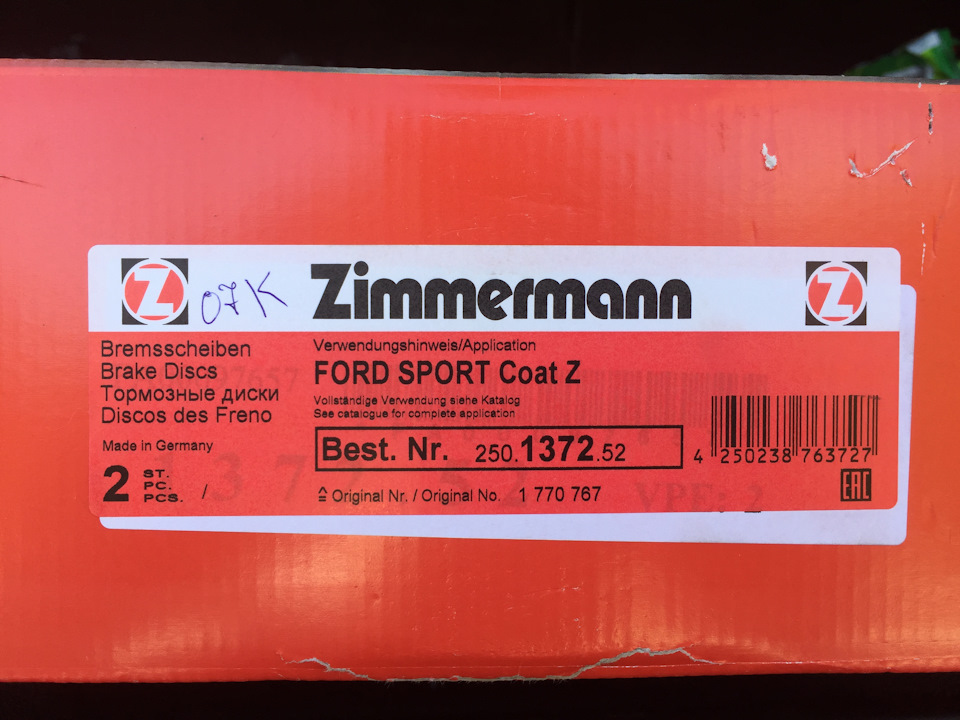 Z 07K Zimmermann Z
Bremsscheiben
Brake Discs
Тормозные диски
Discos des Freno
Made in Germany
2 ST.
PC.
PCS. /
Verwendungshinweis/Application
FORD SPORT Coat Z
Vollständige Verwendung siehe Katalog
See catalogue for complete application
Best. Nr. 250.1372.52
≙ Original Nr. / Original No. 1 770 767
4 250238 763727
EAC